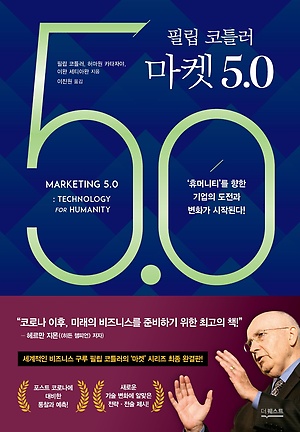 필립 코틀러
마켓 5.0
필립 코틀러, 허마원 카타자야,
이완 세티아완 지음
이진원 옮김
5.0
MARKETING 5.0
: TECHNOLOGY
FOR HUMANITY
‘휴머니티’를 향한
기업의 도전과
변화가 시작된다!
“코로나 이후, 미래의 비즈니스를 준비하기 위한 최고의 책!”
– 헤르만 지몬(《히든 챔피언》 저자)
세계적인 비즈니스 구루 필립 코틀러의 ‘마켓’ 시리즈 최종 완결판!
포스트 코로나에
대비한
통찰과 예측!
새로운
기술 변화에 알맞은
전략·전술 제시!
더퀘스트